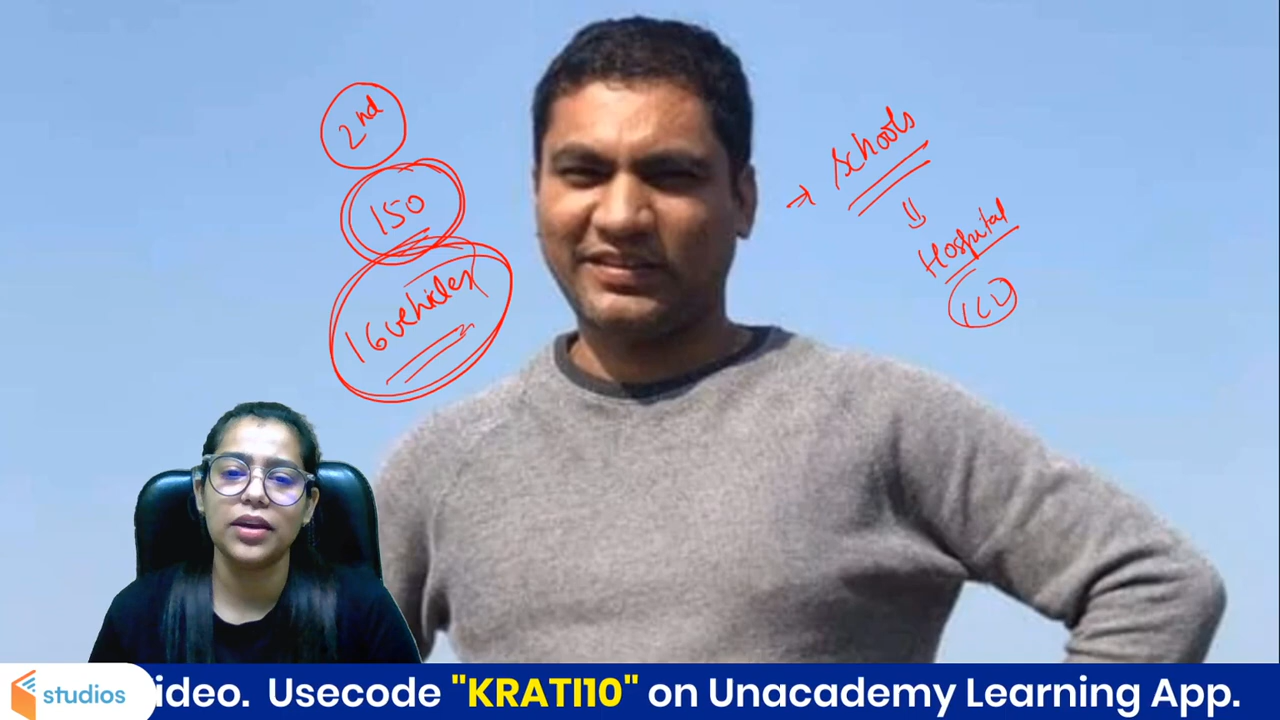 2nd
150
16 vehicles
→ schools
⇓
Hospital
ICU
studios
ideo. Usecode "KRATI10" on Unacademy Learning App.